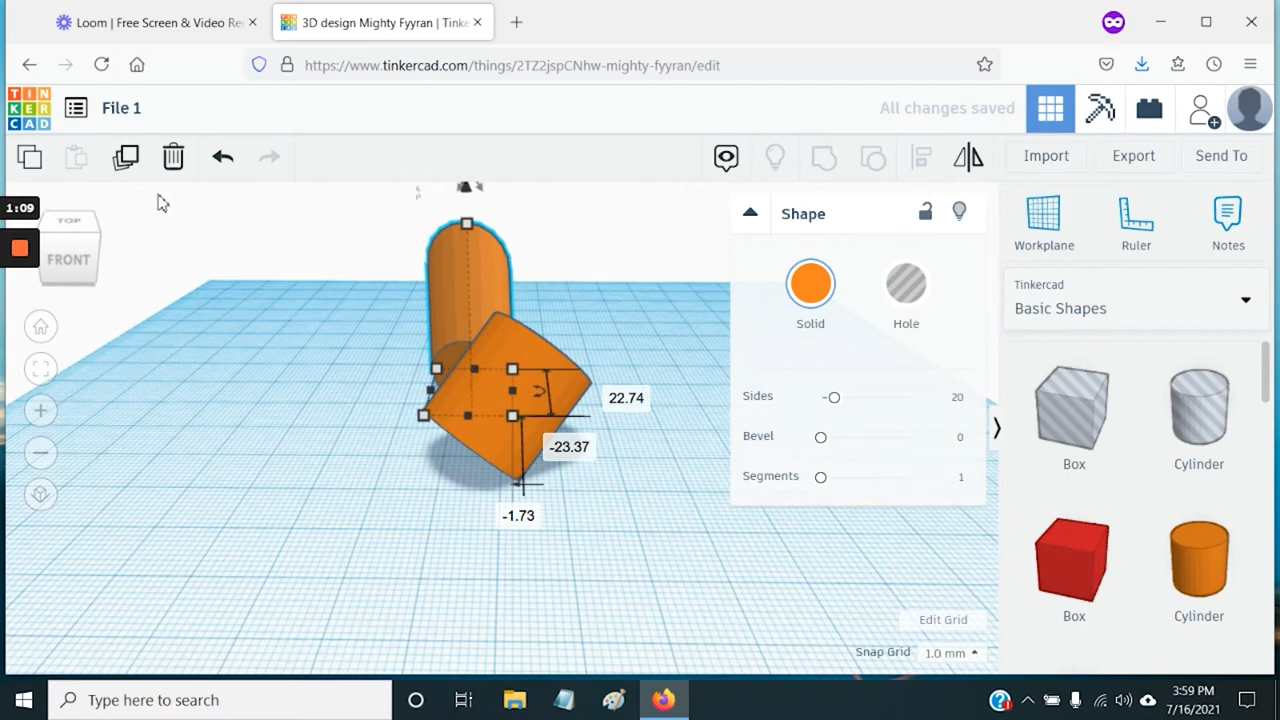 Loom | Free Screen & Video Re
3D design Mighty Fyyran | Tinke
https://www.tinkercad.com/things/2TZ2jspCNhw-mighty-fyyran/edit
TIN
KER
CAD
File 1
All changes saved
Import
Export
Send To
1:09
TOP
FRONT
Shape
Solid
Hole
Sides
20
Bevel
0
Segments
1
22.74
-23.37
-1.73
Workplane
Ruler
Notes
Tinkercad
Basic Shapes
Box
Cylinder
Box
Cylinder
Edit Grid
Snap Grid
1.0 mm
Type here to search
3:59 PM
7/16/2021